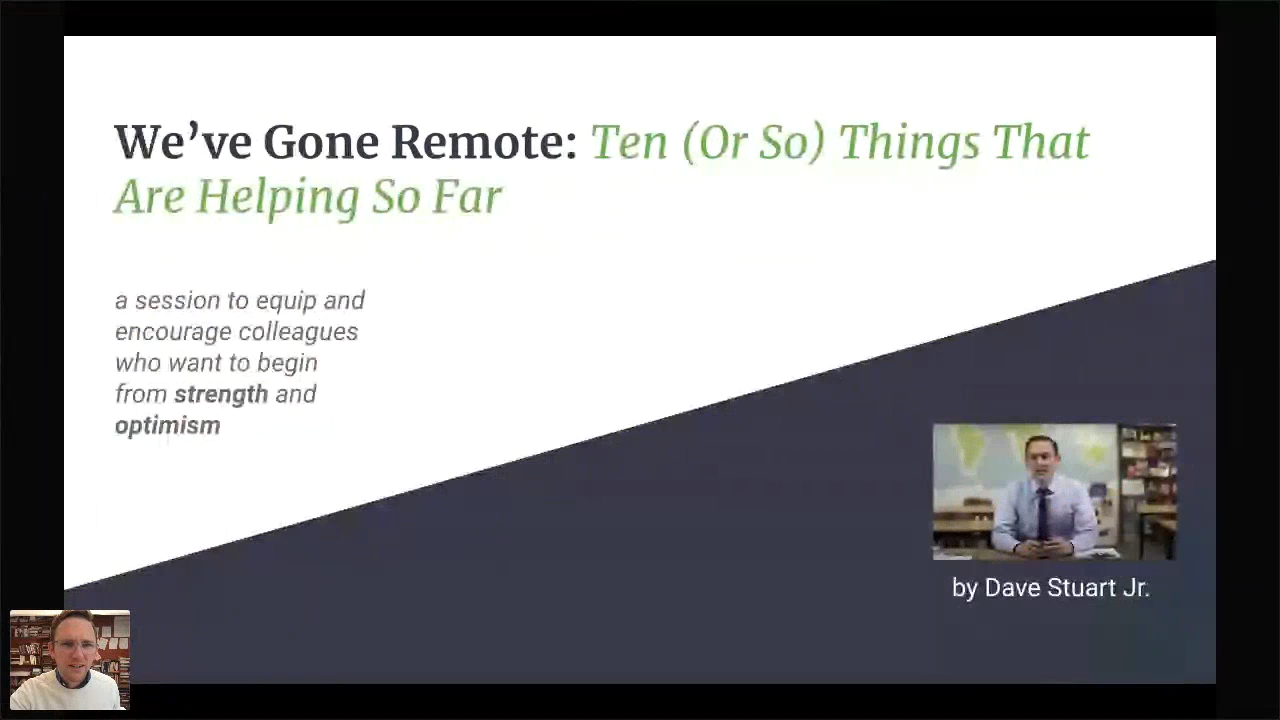 We’ve Gone Remote: Ten (Or So) Things That
Are Helping So Far
a session to equip and
encourage colleagues
who want to begin
from strength and
optimism
by Dave Stuart Jr.